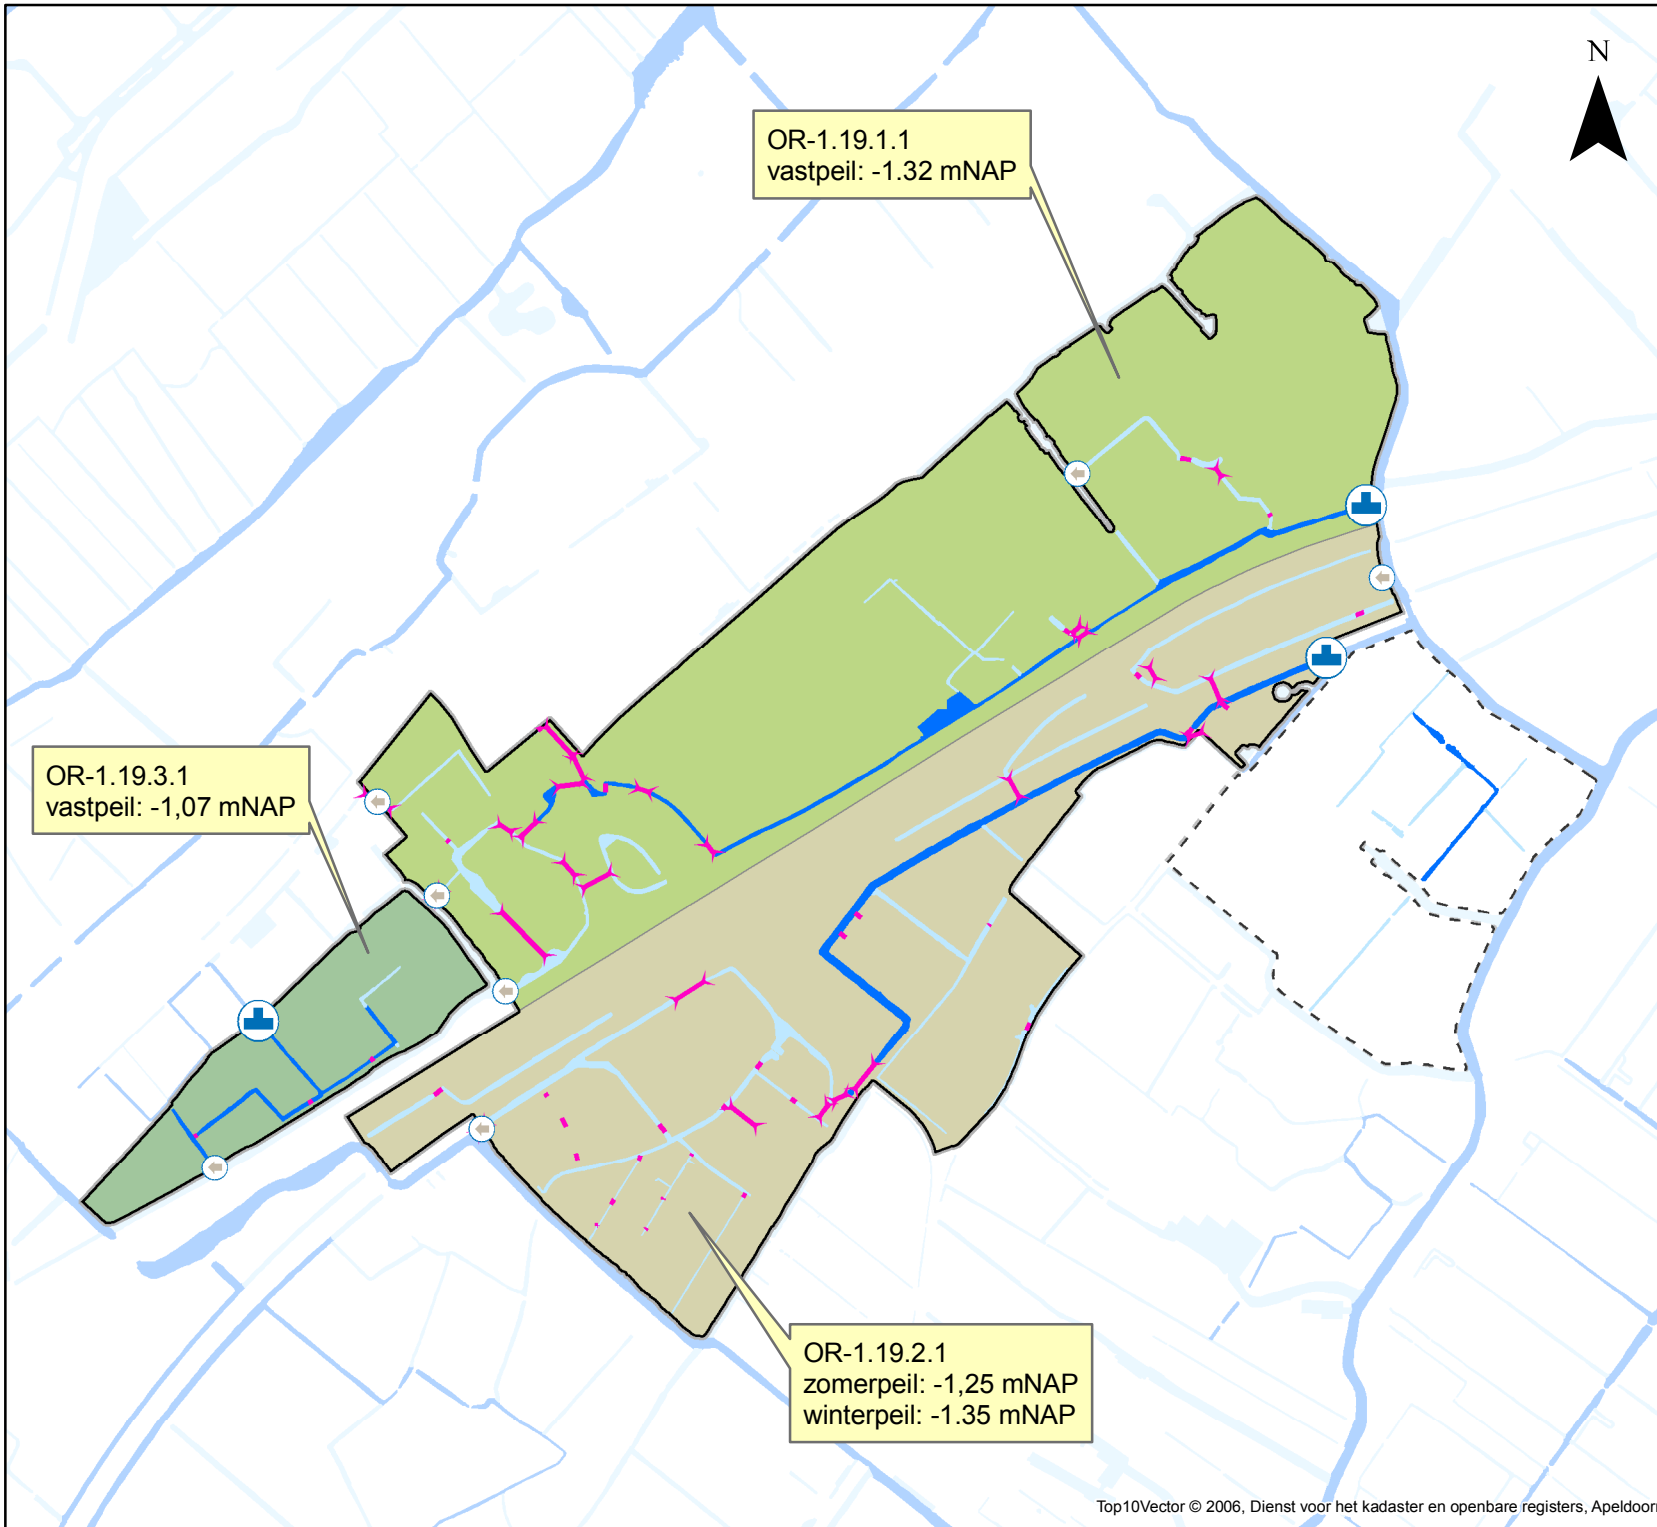 N
OR-1.19.1.1
vastpeil: -1.32 mNAP
OR-1.19.3.1
vastpeil: -1,07 mNAP
OR-1.19.2.1
zomerpeil: -1,25 mNAP
winterpeil: -1.35 mNAP
Top10Vector © 2006, Dienst voor het kadaster en openbare registers, Apeldoorn